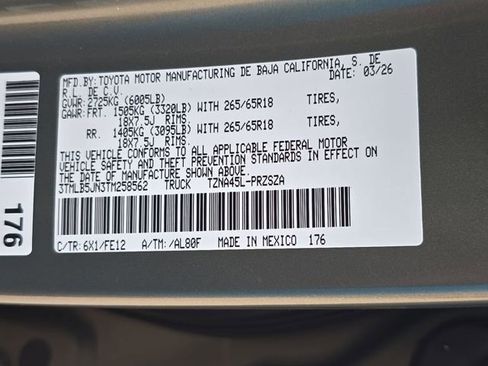 MFD.BY: TOYOTA MOTOR MANUFACTURING DE BAJA CALIFORNIA, S. DE
R.L. DE C.V. 03/26
GVWR: 2725KG (6005LB)
GAWR: FRT. 1505KG (3320LB) WITH 265/65R18 TIRES,
18X7.5J RIMS.
RR. 1405KG (3095LB) WITH 265/65R18 TIRES,
18X7.5J RIMS.
THIS VEHICLE CONFORMS TO ALL APPLICABLE FEDERAL MOTOR
VEHICLE SAFETY AND THEFT PREVENTION STANDARDS IN EFFECT ON
THE DATE OF MANUFACTURE SHOWN ABOVE.
3TMLB5JN3TM258562 TRUCK TZNA45L-PRZSZA
C/TR: 6X1/FE12 A/TM: /AL80F MADE IN MEXICO 176
176